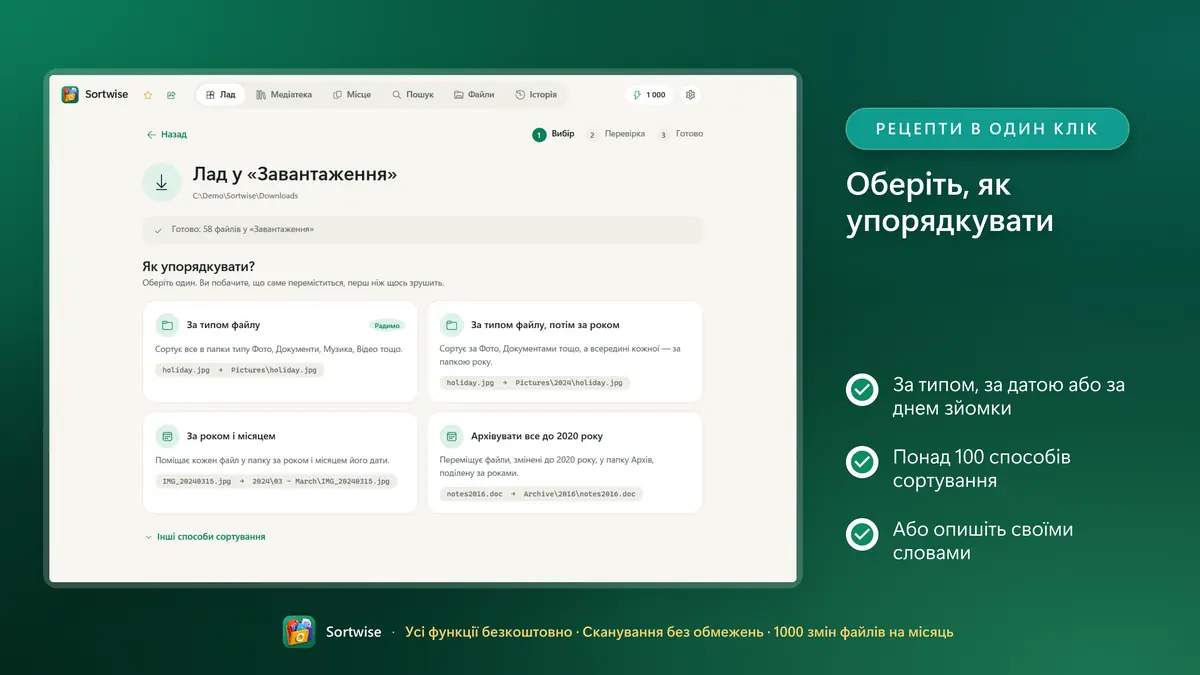 Sortwise
Лад
Медіатека
Місце
Пошук
Файли
Історія
1 000
Назад
1 Вибір
2 Перевірка
3 Готово
Лад у «Завантаження»
C:\Demo\Sortwise\Downloads
Готово: 58 файлів у «Завантаження»
Як упорядкувати?
Оберіть один. Ви побачите, що саме переміститься, перш ніж щось зрушить.
За типом файлу
Радимо
Сортує все в папки типу Фото, Документи, Музика, Відео тощо.
holiday.jpg → Pictures\holiday.jpg
За типом файлу, потім за роком
Сортує за Фото, Документами тощо, а всередині кожної — за
папкою року.
holiday.jpg → Pictures\2024\holiday.jpg
За роком і місяцем
Поміщає кожен файл у папку за роком і місяцем його дати.
IMG_20240315.jpg → 2024\03 - March\IMG_20240315.jpg
Архівувати все до 2020 року
Переміщує файли, змінені до 2020 року, у папку Архів,
поділену за роками.
notes2016.doc → Archive\2016\notes2016.doc
Інші способи сортування
РЕЦЕПТИ В ОДИН КЛІК
Оберіть, як
упорядкувати
За типом, за датою або за
днем зйомки
Понад 100 способів
сортування
Або опишіть своїми
словами
Sortwise · Усі функції безкоштовно · Сканування без обмежень · 1000 змін файлів на місяць